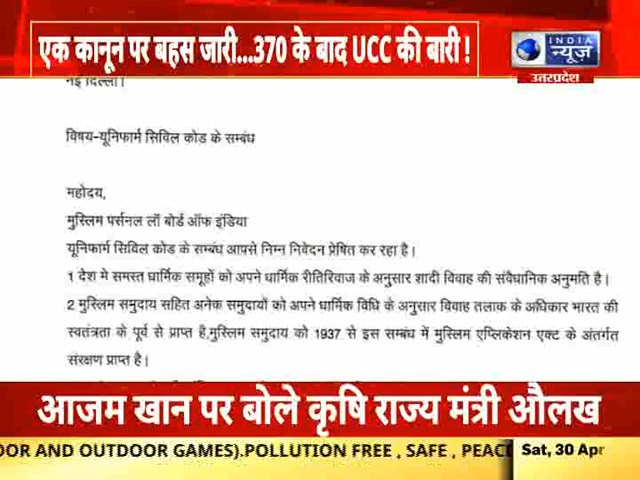 एक कानून पर बहस जारी...370 के बाद UCC की बारी !
INDIA
न्यूज़
उत्तरप्रदेश
नई दिल्ली।
विषय-यूनिफार्म सिविल कोड के सम्बंध
महोदय,
मुस्लिम पर्सनल लॉ बोर्ड ऑफ इंडिया
यूनिफार्म सिविल कोड के सम्बंध आपसे निम्न निवेदन प्रेषित कर रहा है।
1 देश मे समस्त धार्मिक समूहों को अपने धार्मिक रीतिरिवाज के अनुसार शादी विवाह की संवैधानिक अनुमति है।
2 मुस्लिम समुदाय सहित अनेक समुदायों को अपने धार्मिक विधि के अनुसार विवाह तलाक के अधिकार भारत की
स्वतंत्रता के पूर्व से प्राप्त है,मुस्लिम समुदाय को 1937 से इस सम्बंध में मुस्लिम एप्लिकेशन एक्ट के अंतर्गत
संरक्षण प्राप्त है।
आजम खान पर बोले कृषि राज्य मंत्री औलख
OOR AND OUTDOOR GAMES).POLLUTION FREE , SAFE , PEAC
Sat, 30 Apr